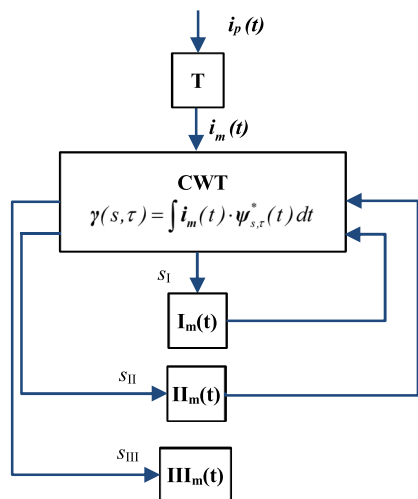 i_p(t)
T
i_m(t)
CWT
γ(s,τ) = ∫ i_m(t) · ψ*_{s,τ}(t) dt
s_I
I_m(t)
s_II
II_m(t)
s_III
III_m(t)